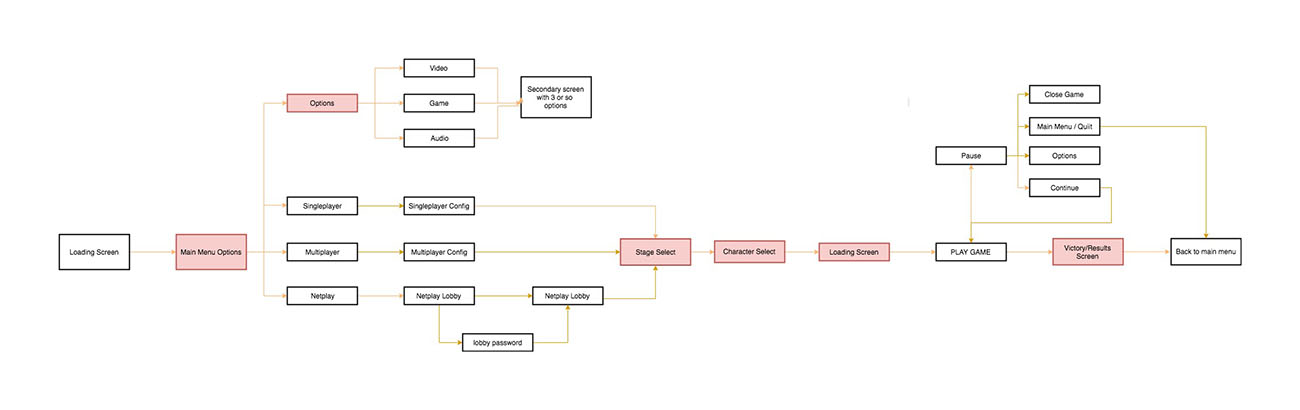 Video
Options
Game
Audio
Secondary screen
with 3 or so
options
Singleplayer
Singleplayer Config
Loading Screen
Main Menu Options
Multiplayer
Multiplayer Config
Netplay
Netplay Lobby
Netplay Lobby
lobby password
Stage Select
Character Select
Loading Screen
PLAY GAME
Pause
Close Game
Main Menu / Quit
Options
Continue
Victory/Results
Screen
Back to main menu